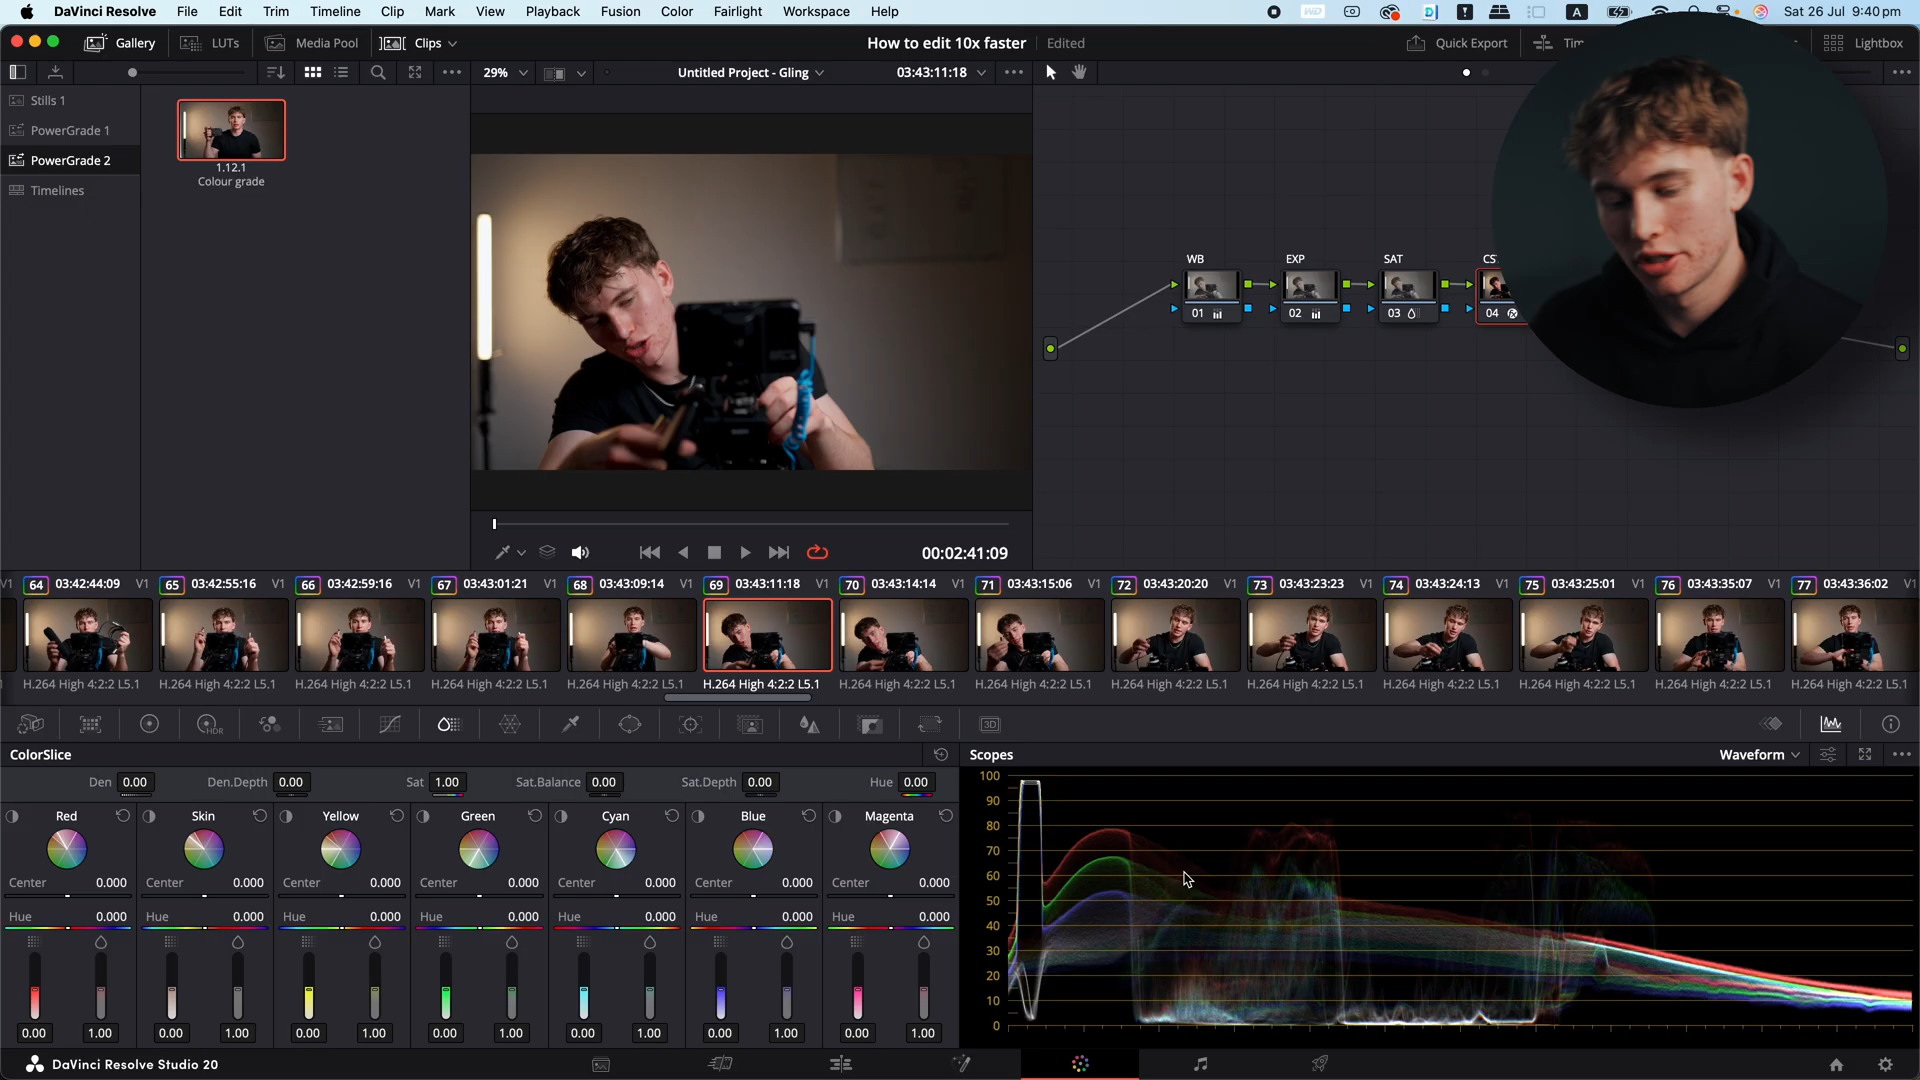 DaVinci Resolve File Edit Trim Timeline Clip Mark View Playback Fusion Color Fairlight Workspace Help
A Sat 26 Jul 9:40 pm
Gallery LUTs Media Pool Clips How to edit 10x faster Edited Quick Export Lightbox
29% Untitled Project - Gling 03:43:11:18
Stills 1
PowerGrade 1
PowerGrade 2
Timelines
1.12.1
Colour grade
WB EXP SAT
01 02 03 04
00:02:41:09
V1 64 03:42:44:09 V1 65 03:42:55:16 V1 66 03:42:59:16 V1 67 03:43:01:21 V1 68 03:43:09:14 V1 69 03:43:11:18 V1 70 03:43:14:14 V1 71 03:43:15:06 V1 72 03:43:20:20 V1 73 03:43:23:23 V1 74 03:43:24:13 V1 75 03:43:25:01 V1 76 03:43:35:07 V1 77 03:43:36:02 V1
H.264 High 4:2:2 L5.1 H.264 High 4:2:2 L5.1 H.264 High 4:2:2 L5.1 H.264 High 4:2:2 L5.1 H.264 High 4:2:2 L5.1 H.264 High 4:2:2 L5.1 H.264 High 4:2:2 L5.1 H.264 High 4:2:2 L5.1 H.264 High 4:2:2 L5.1 H.264 High 4:2:2 L5.1 H.264 High 4:2:2 L5.1 H.264 High 4:2:2 L5.1 H.264 High 4:2:2 L5.1 H.264 High 4:2:2 L5.1
HDR 3D
ColorSlice
Den 0.00 Den.Depth 0.00 Sat 1.00 Sat.Balance 0.00 Sat.Depth 0.00 Hue 0.00
Red Skin Yellow Green Cyan Blue Magenta
Center 0.000 Center 0.000 Center 0.000 Center 0.000 Center 0.000 Center 0.000 Center 0.000
Hue 0.000 Hue 0.000 Hue 0.000 Hue 0.000 Hue 0.000 Hue 0.000 Hue 0.000
0.00 1.00 0.00 1.00 0.00 1.00 0.00 1.00 0.00 1.00 0.00 1.00 0.00 1.00
Scopes Waveform
100
90
80
70
60
50
40
30
20
10
0
DaVinci Resolve Studio 20